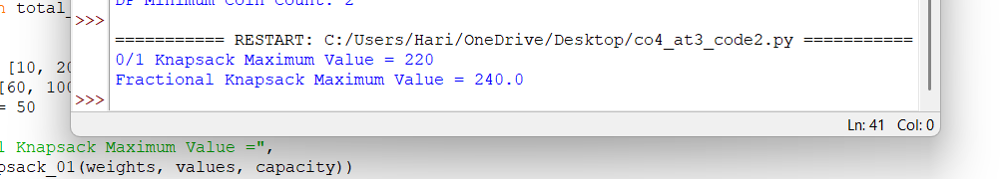 n total_
DP Minimum Coin Count: 2
>>>
=========== RESTART: C:/Users/Hari/OneDrive/Desktop/co4_at3_code2.py ===========
0/1 Knapsack Maximum Value = 220
[10, 20
Fractional Knapsack Maximum Value = 240.0
[60, 100
>>>
= 50
Ln: 41 Col: 0
1 Knapsack Maximum Value =",
psack_01(weights, values, capacity))